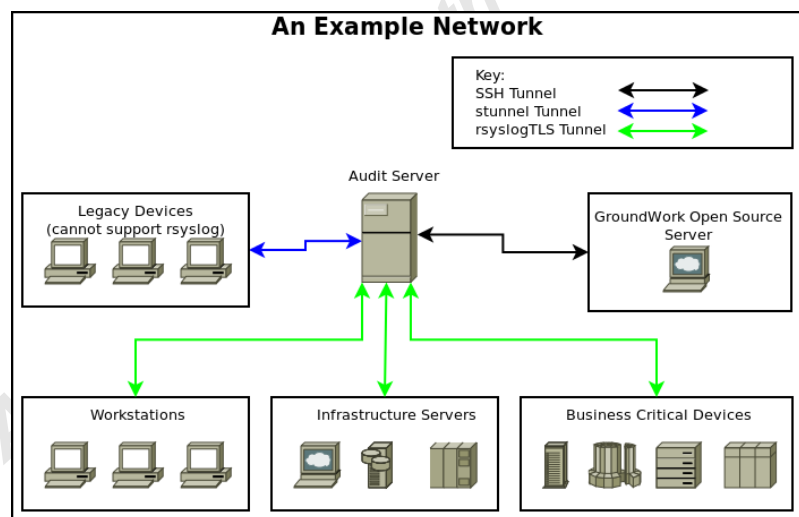 An Example Network
Key:
SSH Tunnel
stunnel Tunnel
rsyslogTLS Tunnel
Audit Server
Legacy Devices
(cannot support rsyslog)
GroundWork Open Source
Server
Workstations
Infrastructure Servers
Business Critical Devices